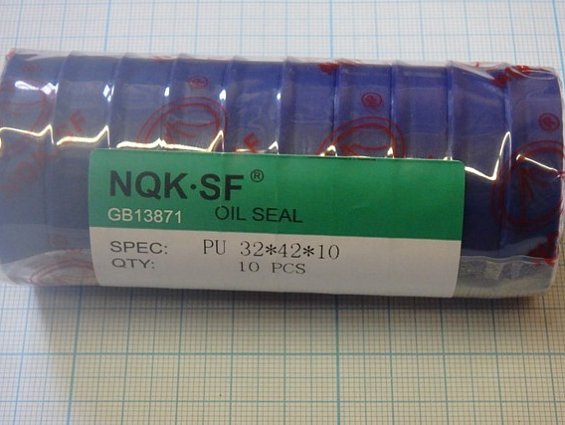 NQK·SF®
GB13871 OIL SEAL
SPEC: PU 32*42*10
QTY: 10 PCS